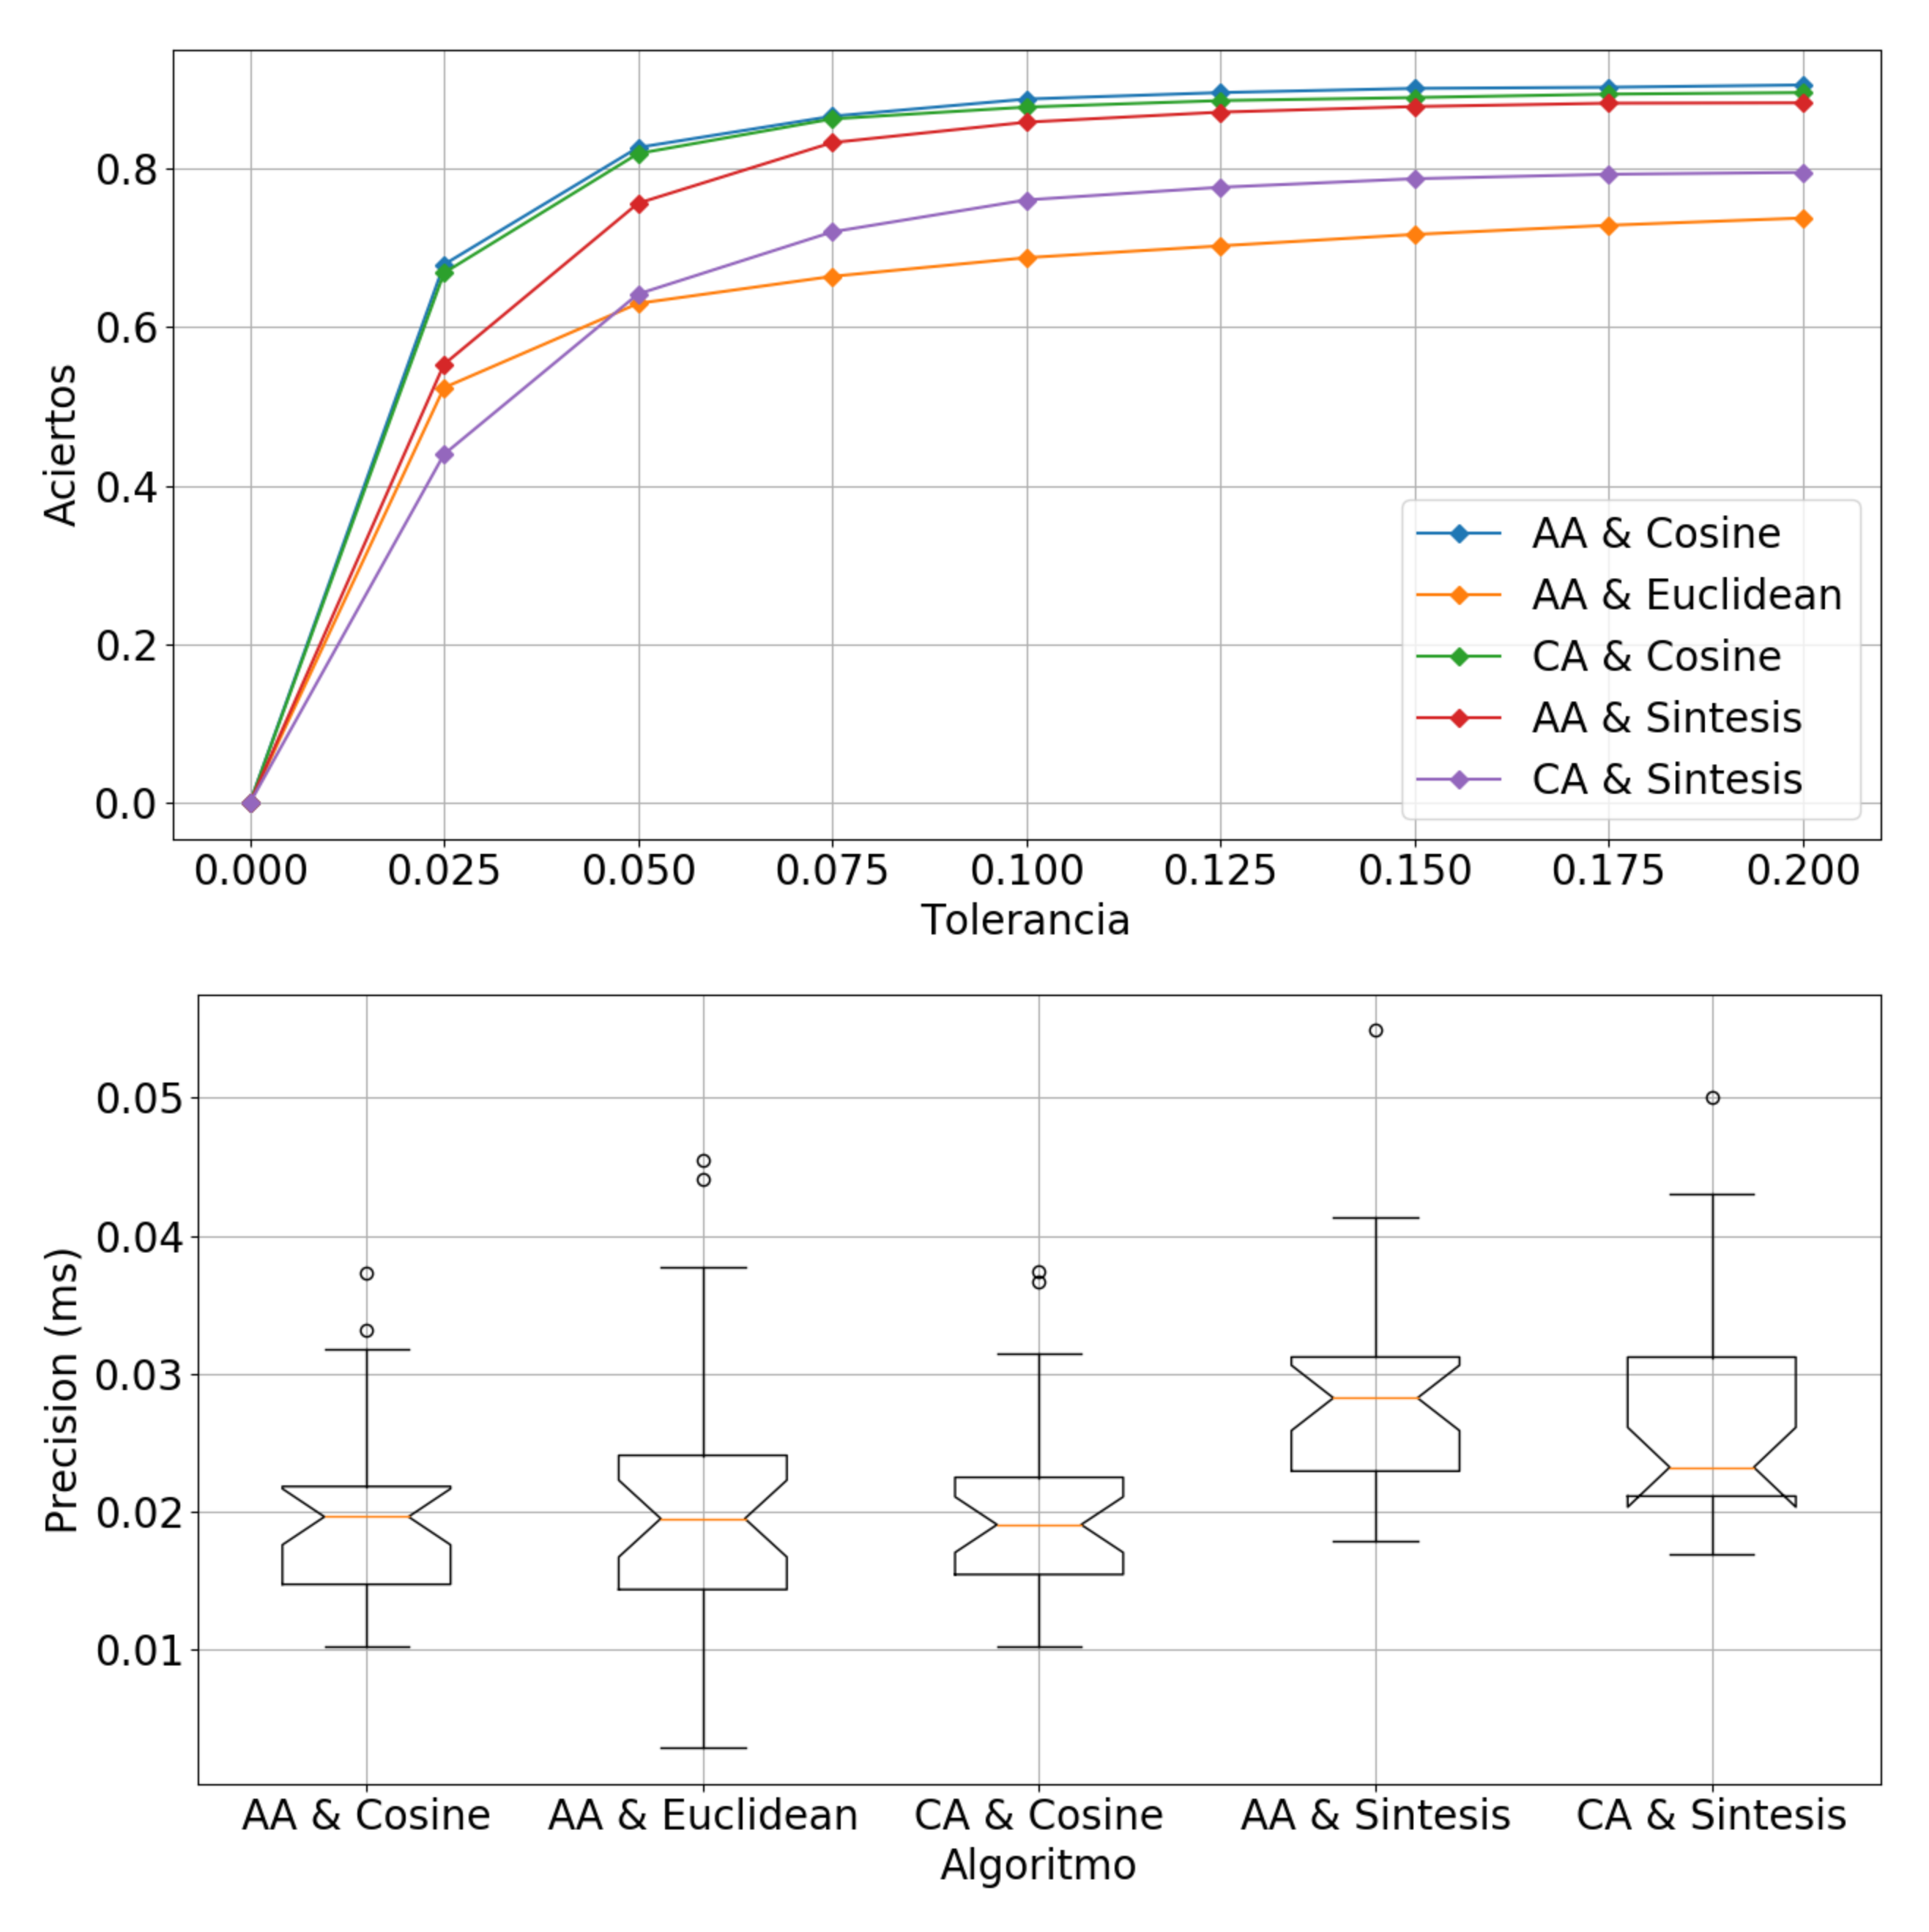 0.8
0.6
0.4
0.2
0.0
Aciertos
AA & Cosine
AA & Euclidean
CA & Cosine
AA & Sintesis
CA & Sintesis
0.000 0.025 0.050 0.075 0.100 0.125 0.150 0.175 0.200
Tolerancia
0.05
0.04
0.03
0.02
0.01
Precision (ms)
AA & Cosine AA & Euclidean CA & Cosine AA & Sintesis CA & Sintesis
Algoritmo